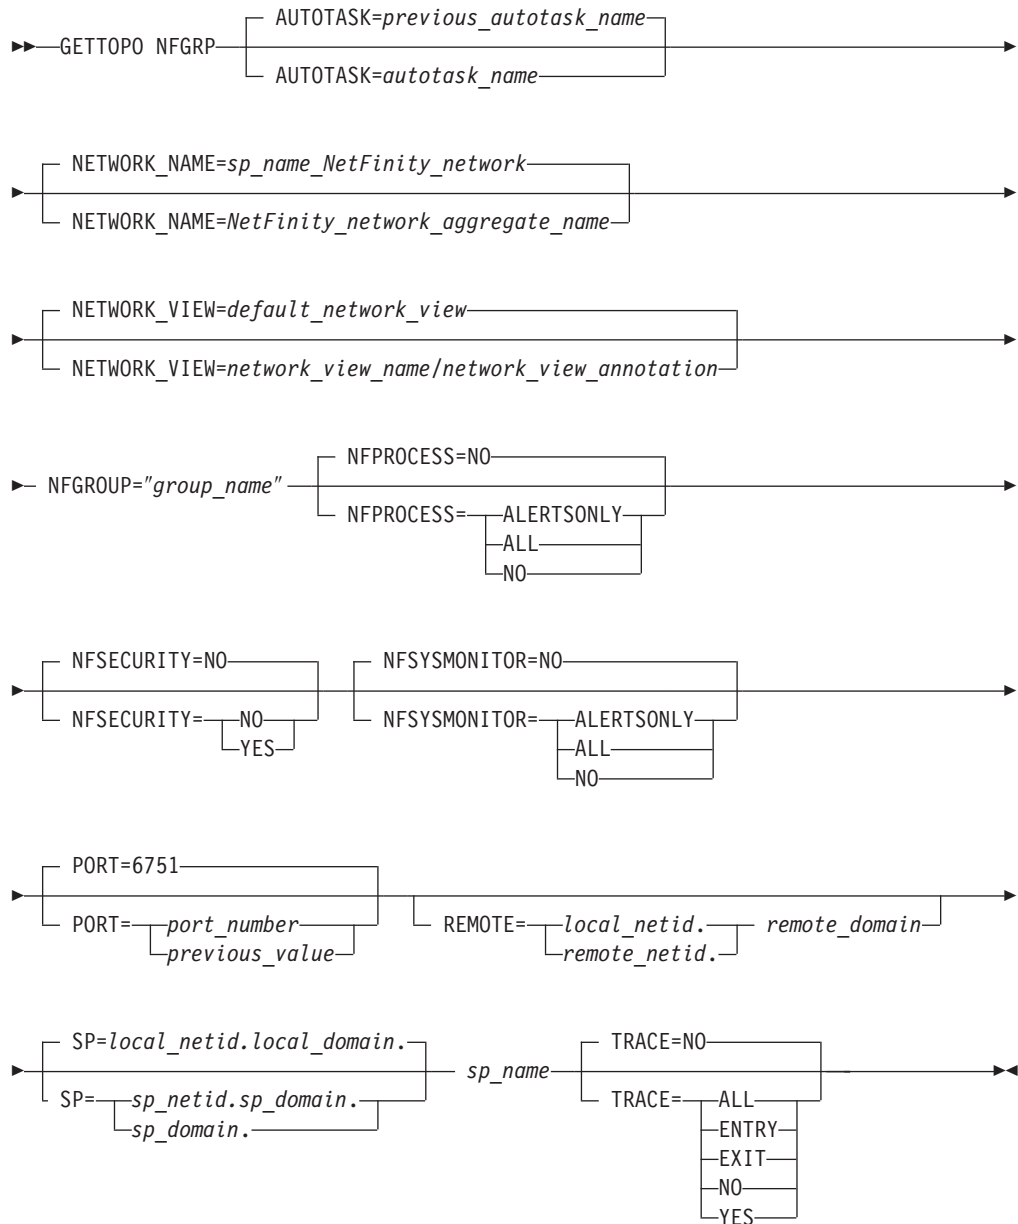 AUTOTASK=previous_autotask_name
GETTOPO NFGRP
AUTOTASK=autotask_name
NETWORK_NAME=sp_name_NetFinity_network
NETWORK_NAME=NetFinity_network_aggregate_name
NETWORK_VIEW=default_network_view
NETWORK_VIEW=network_view_name/network_view_annotation
NFPROCESS=NO
NFGROUP="group_name"
NFPROCESS= ALERTSONLY
ALL
NO
NFSECURITY=NO NFSYSMONITOR=NO
NFSECURITY= NO NFSYSMONITOR= ALERTSONLY
YES ALL
NO
PORT=6751
PORT= port_number REMOTE= local_netid. remote_domain
previous_value remote_netid.
SP=local_netid.local_domain. TRACE=NO
sp_name
SP= sp_netid.sp_domain. TRACE= ALL
sp_domain. ENTRY
EXIT
NO
YES